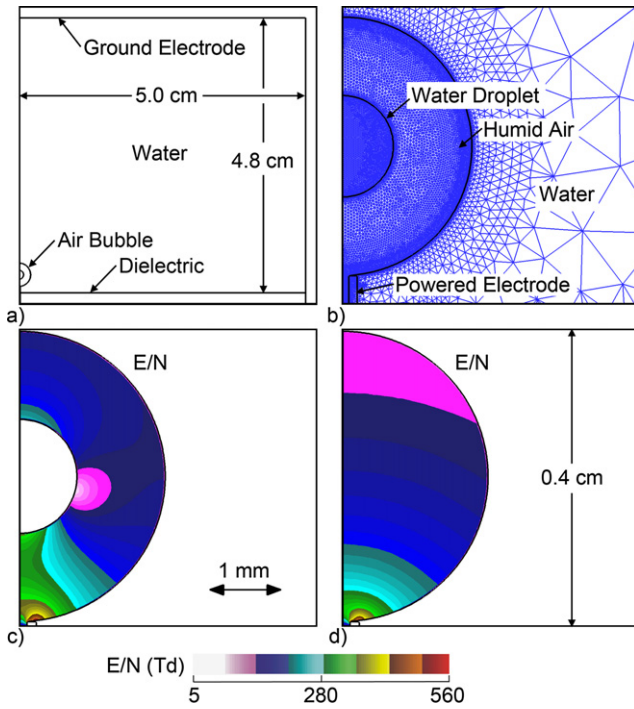 Ground Electrode
5.0 cm
Water
4.8 cm
Air Bubble
Dielectric
a)
Water Droplet
Humid Air
Water
Powered Electrode
b)
E/N
1 mm
c)
E/N
0.4 cm
d)
E/N (Td)
5 280 560